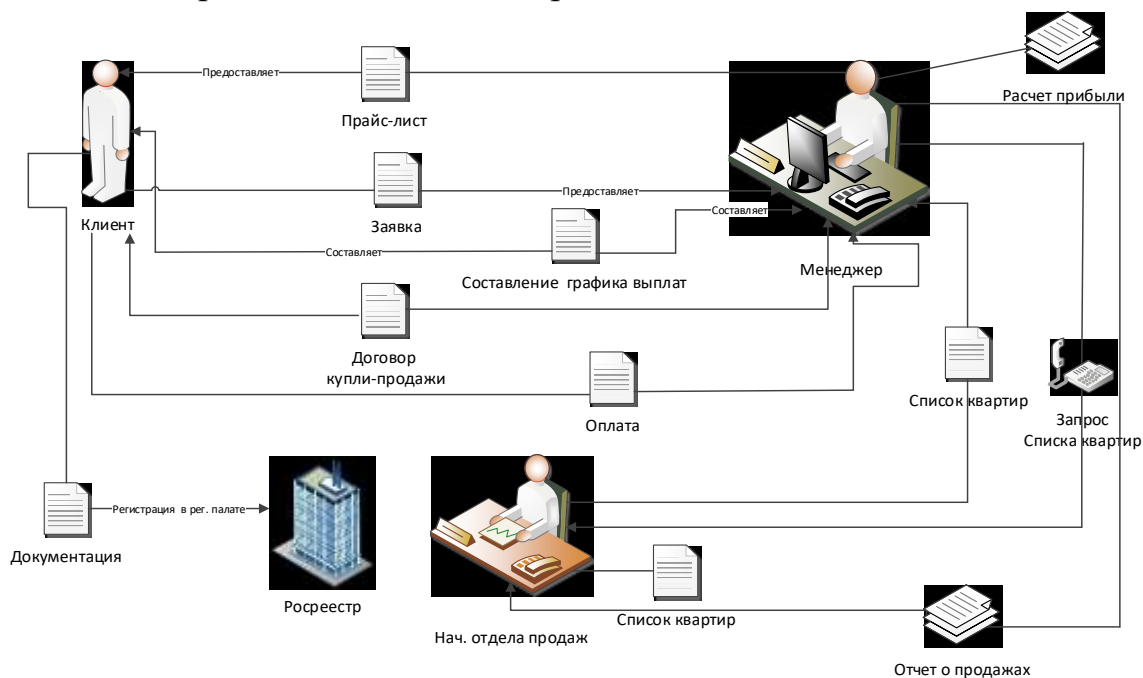 Предоставляет
Прайс-лист
Расчет прибыли
Клиент
Заявка
Предоставляет
Составляет
Составляет
Составление графика выплат
Менеджер
Договор
купли-продажи
Список квартир
Запрос
Списка квартир
Оплата
Документация
Регистрация в рег. палате
Росреестр
Нач. отдела продаж
Список квартир
Отчет о продажах